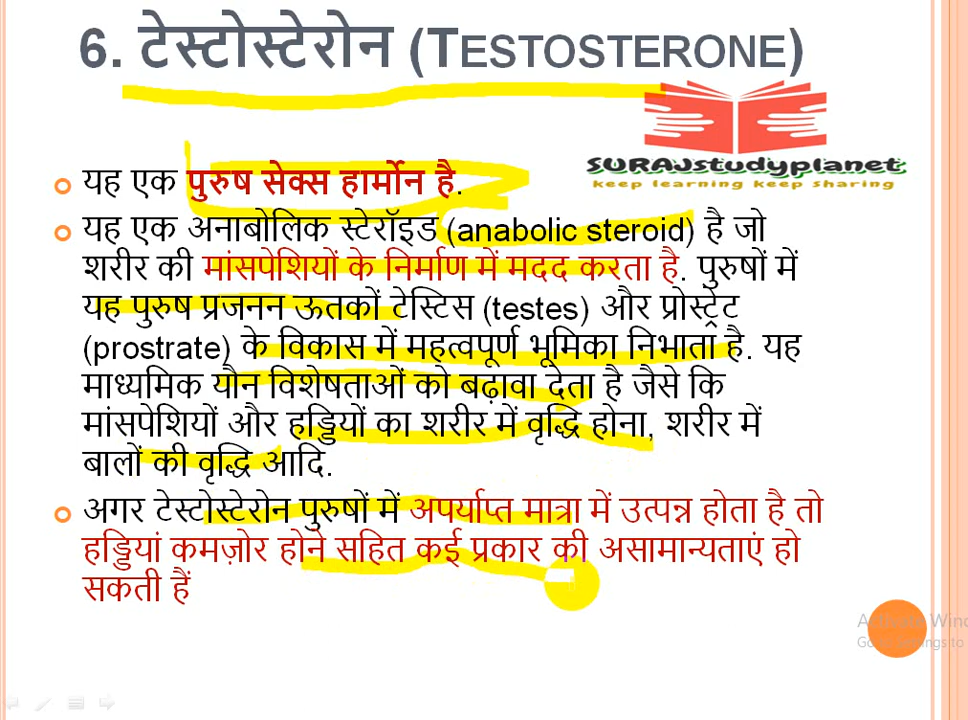 6. टेस्टोस्टेरोन (TESTOSTERONE)
SURAJstudyplanet
keep learning keep sharing
यह एक पुरुष सेक्स हार्मोन है.
यह एक अनाबोलिक स्टेरॉइड (anabolic steroid) है जो
शरीर की मांसपेशियों के निर्माण में मदद करता है. पुरुषों में
यह पुरुष प्रजनन ऊतकों टेस्टिस (testes) और प्रोस्ट्रेट
(prostrate) के विकास में महत्वपूर्ण भूमिका निभाता है. यह
माध्यमिक यौन विशेषताओं को बढ़ावा देता है जैसे कि
मांसपेशियों और हड्डियों का शरीर में वृद्धि होना, शरीर में
बालों की वृद्धि आदि.
अगर टेस्टोस्टेरोन पुरुषों में अपर्याप्त मात्रा में उत्पन्न होता है तो
हड्डियां कमज़ोर होने सहित कई प्रकार की असामान्यताएं हो
सकती हैं